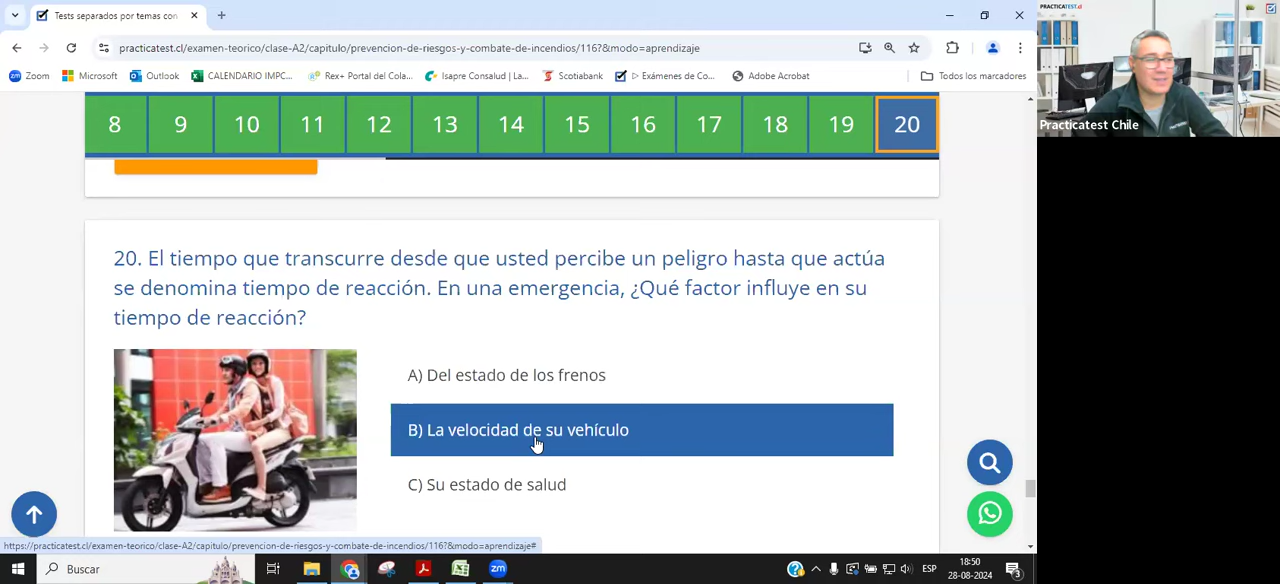 Tests separados por temas con
practicatest.cl/examen-teorico/clase-A2/capitulo/prevencion-de-riesgos-y-combate-de-incendios/116?&modo=aprendizaje
Zoom
Microsoft
Outlook
CALENDARIO IMPC...
Rex+ Portal del Cola...
Isapre Consalud | La...
Scotiabank
▷ Exámenes de Co...
Adobe Acrobat
Todos los marcadores
PRACTICATEST.cl
Practicatest Chile
8 9 10 11 12 13 14 15 16 17 18 19 20
20. El tiempo que transcurre desde que usted percibe un peligro hasta que actúa
se denomina tiempo de reacción. En una emergencia, ¿Qué factor influye en su
tiempo de reacción?
A) Del estado de los frenos
B) La velocidad de su vehículo
C) Su estado de salud
https://practicatest.cl/examen-teorico/clase-A2/capitulo/prevencion-de-riesgos-y-combate-de-incendios/116?&modo=aprendizaje#
Buscar
zm
ESP
18:50
28-08-2024
3